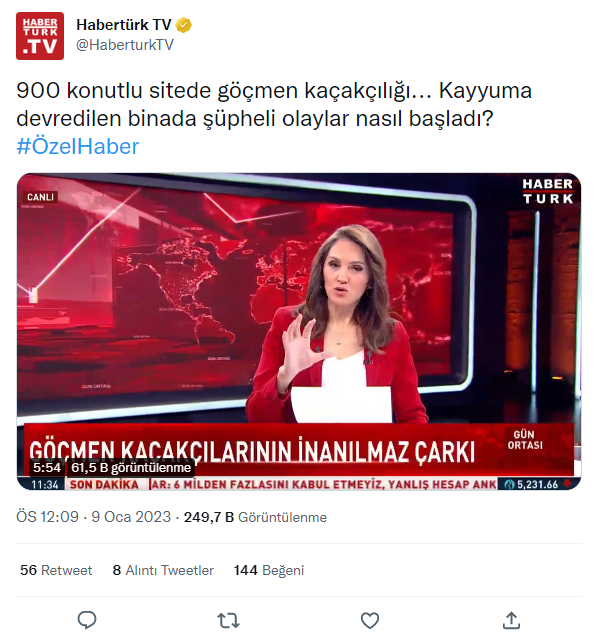 HABER
TÜRK
.TV
Habertürk TV
@HaberturkTV
900 konutlu sitede göçmen kaçakçılığı... Kayyuma
devredilen binada şüpheli olaylar nasıl başladı?
#ÖzelHaber
CANLI
HABER
TURK
GÖÇMEN KAÇAKÇILARININ İNANILMAZ ÇARKI
GÜN
ORTASI
5:54 61,5 B görüntülenme
11:34 SON DAKİKA AR: 6 MİLDEN FAZLASINI KABUL ETMEYİZ, YANLIŞ HESAP ANK 5,231.66
ÖS 12:09 · 9 Oca 2023 · 249,7 B Görüntülenme
56 Retweet 8 Alıntı Tweetler 144 Beğeni